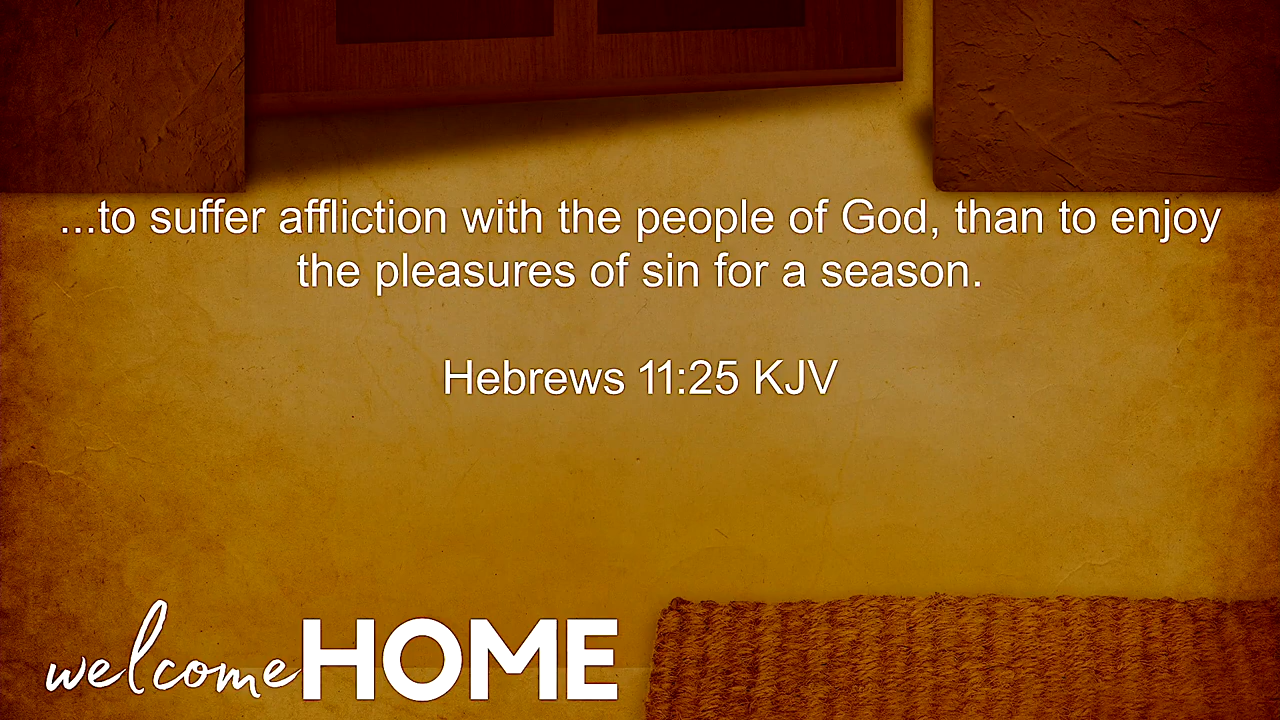 ...to suffer affliction with the people of God, than to enjoy
the pleasures of sin for a season.
Hebrews 11:25 KJV
welcome HOME